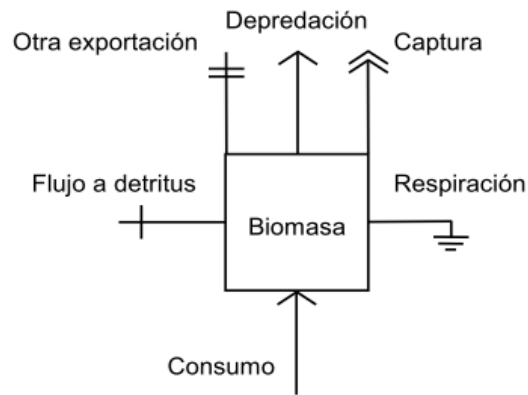 Depredación
Otra exportación
Captura
Flujo a detritus
Respiración
Biomasa
Consumo